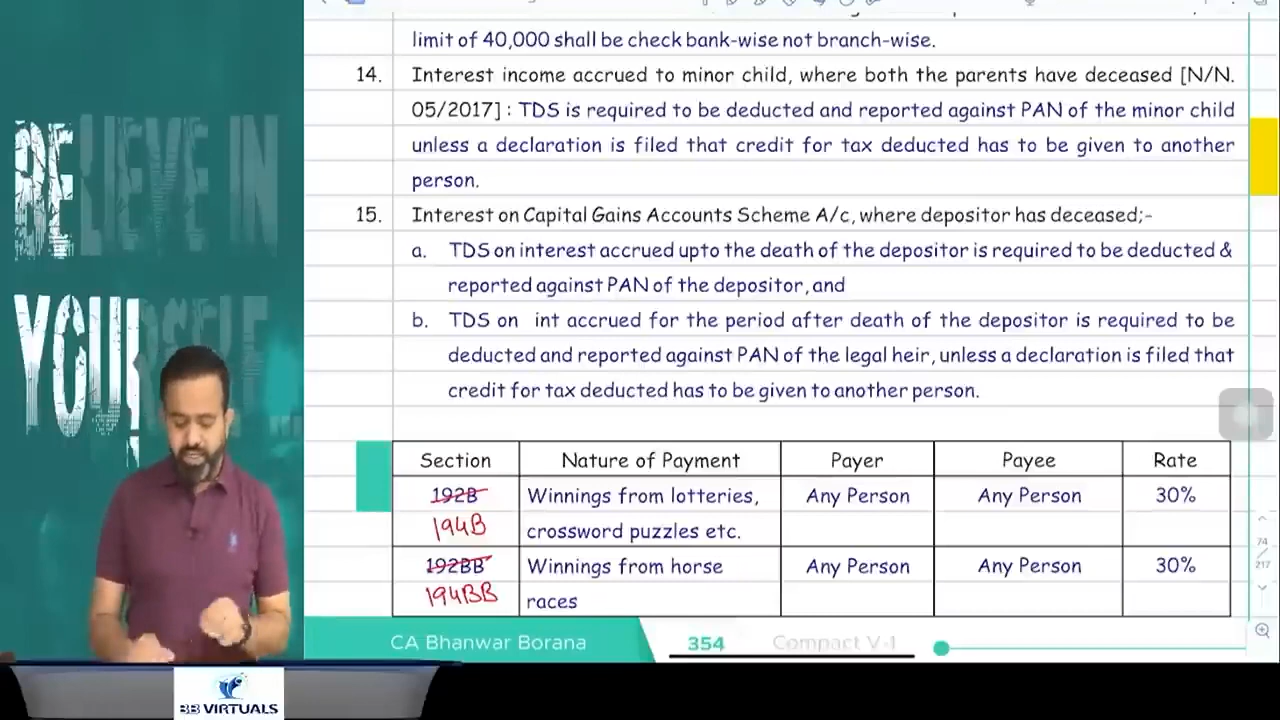 BELIEVE IN
YOURSELF
limit of 40,000 shall be check bank-wise not branch-wise.
14. Interest income accrued to minor child, where both the parents have deceased [N/N.
05/2017] : TDS is required to be deducted and reported against PAN of the minor child
unless a declaration is filed that credit for tax deducted has to be given to another
person.
15. Interest on Capital Gains Accounts Scheme A/c, where depositor has deceased;-
a. TDS on interest accrued upto the death of the depositor is required to be deducted &
reported against PAN of the depositor, and
b. TDS on int accrued for the period after death of the depositor is required to be
deducted and reported against PAN of the legal heir, unless a declaration is filed that
credit for tax deducted has to be given to another person.
Section Nature of Payment Payer Payee Rate
192B Winnings from lotteries, Any Person Any Person 30%
194B crossword puzzles etc.
192BB Winnings from horse Any Person Any Person 30%
194BB races
CA Bhanwar Borana 354 Compact V-1
74
217
BB VIRTUALS